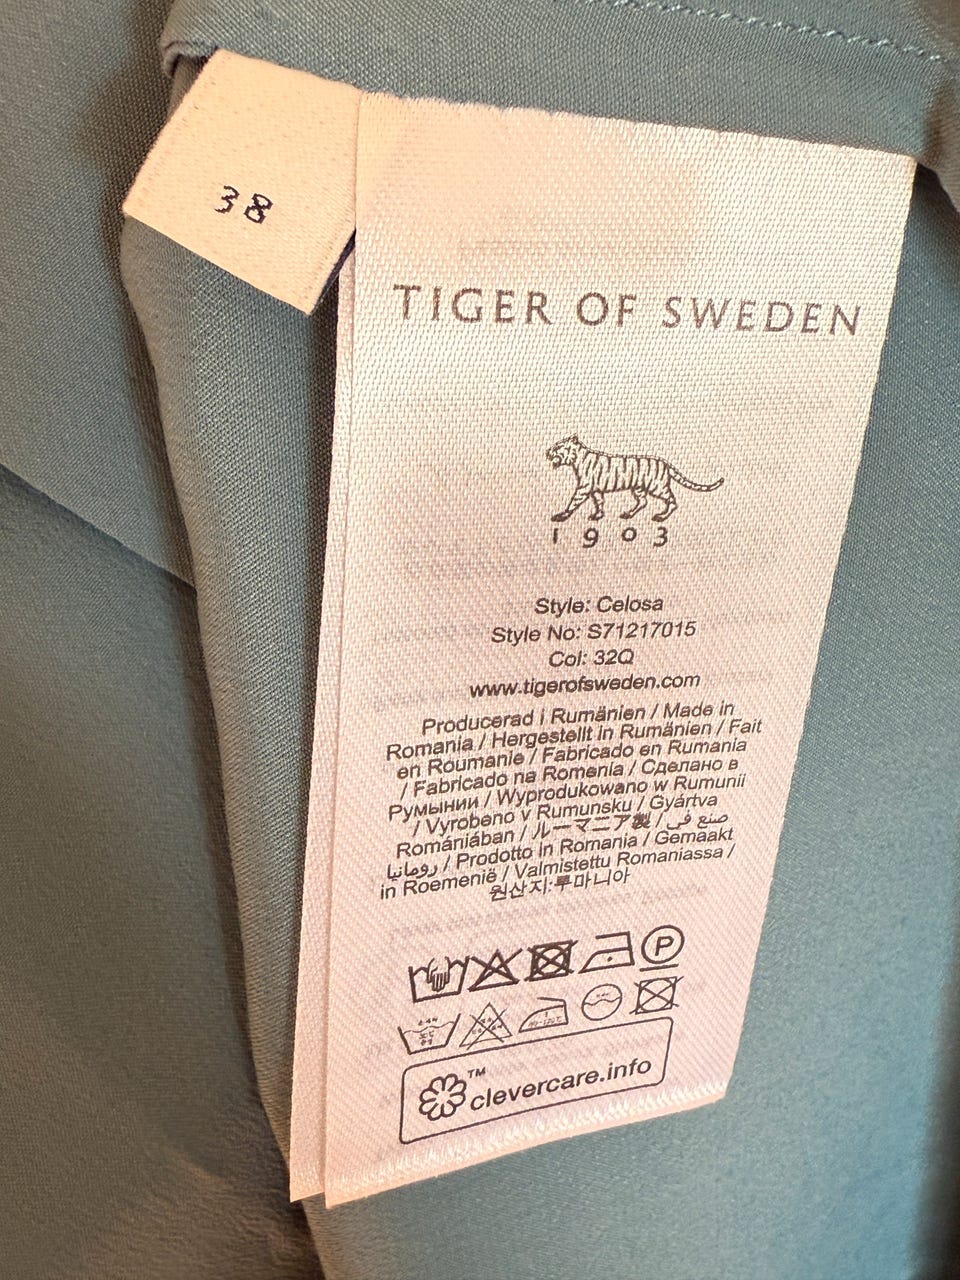 38
TIGER OF SWEDEN
1903
Style: Celosa
Style No: S71217015
Col: 32Q
www.tigerofsweden.com
Producerad i Rumänien / Made in
Romania / Hergestellt in Rumänien / Fait
en Roumanie / Fabricado en Rumania
/ Fabricado na Romenia / Сделано в
Румынии / Wyprodukowano w Rumunii
/ Vyrobeno v Rumunsku / Gyártva
Romániában / ルーマニア製 / صنع في
رومانيا / Prodotto in Romania / Gemaakt
in Roemenië / Valmistettu Romaniassa /
원산지:루마니아
P
TM
clevercare.info